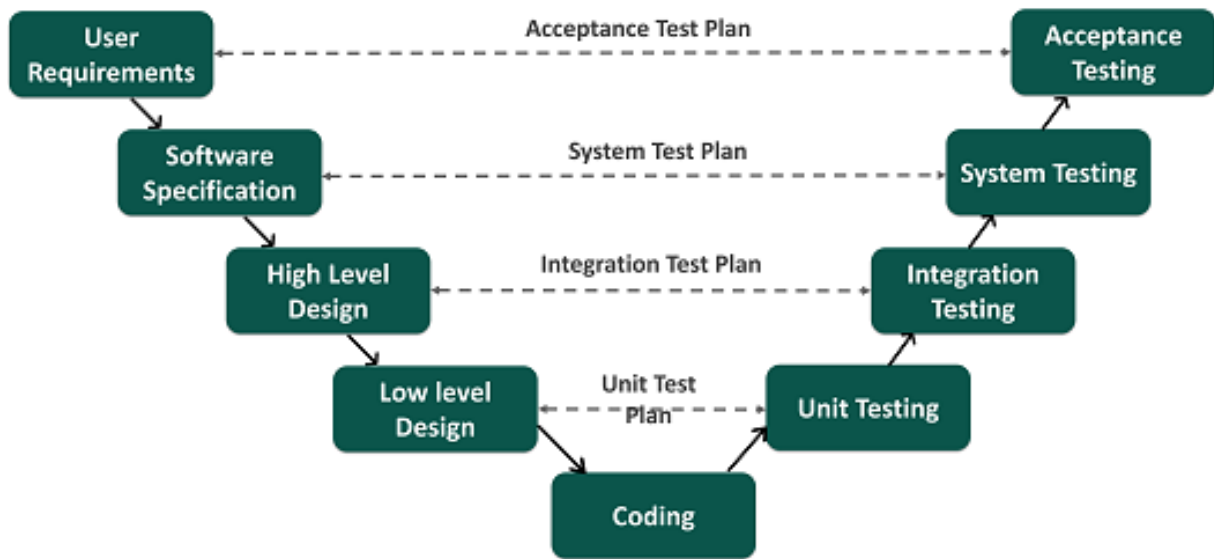 User
Requirements
Acceptance Test Plan
Acceptance
Testing
Software
Specification
System Test Plan
System Testing
High Level
Design
Integration Test Plan
Integration
Testing
Low level
Design
Unit Test
Plan
Unit Testing
Coding